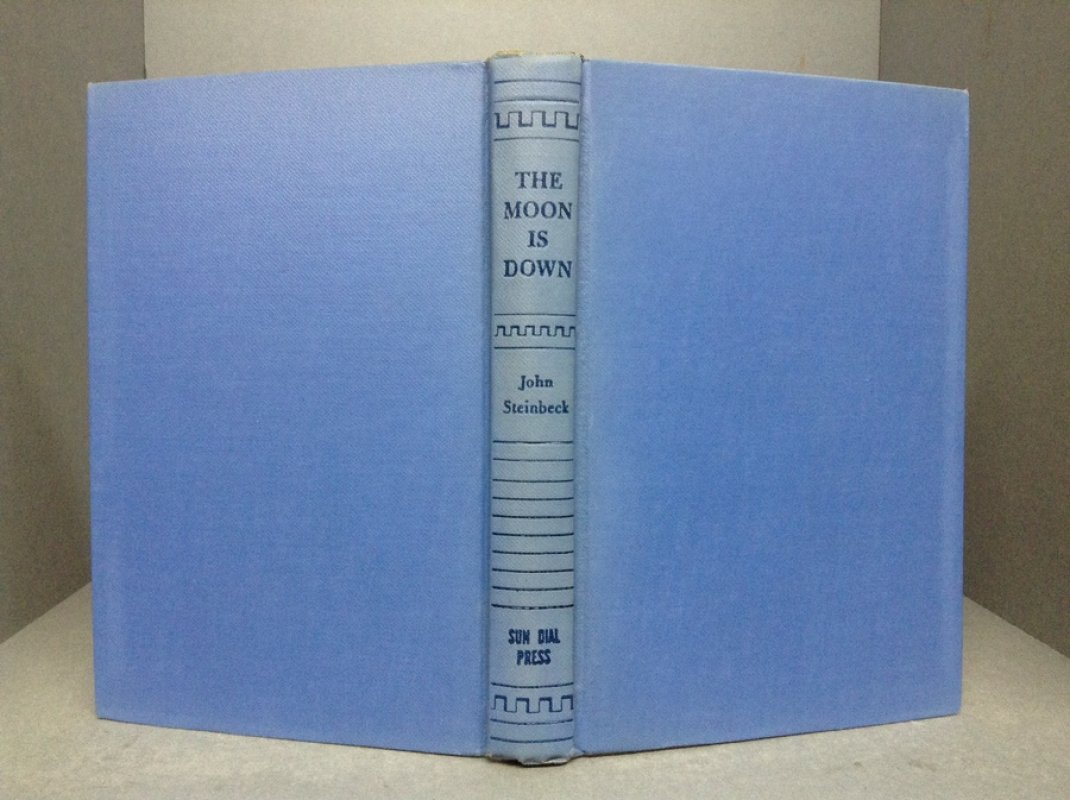 THE
MOON
IS
DOWN
John
Steinbeck
SUN DIAL
PRESS